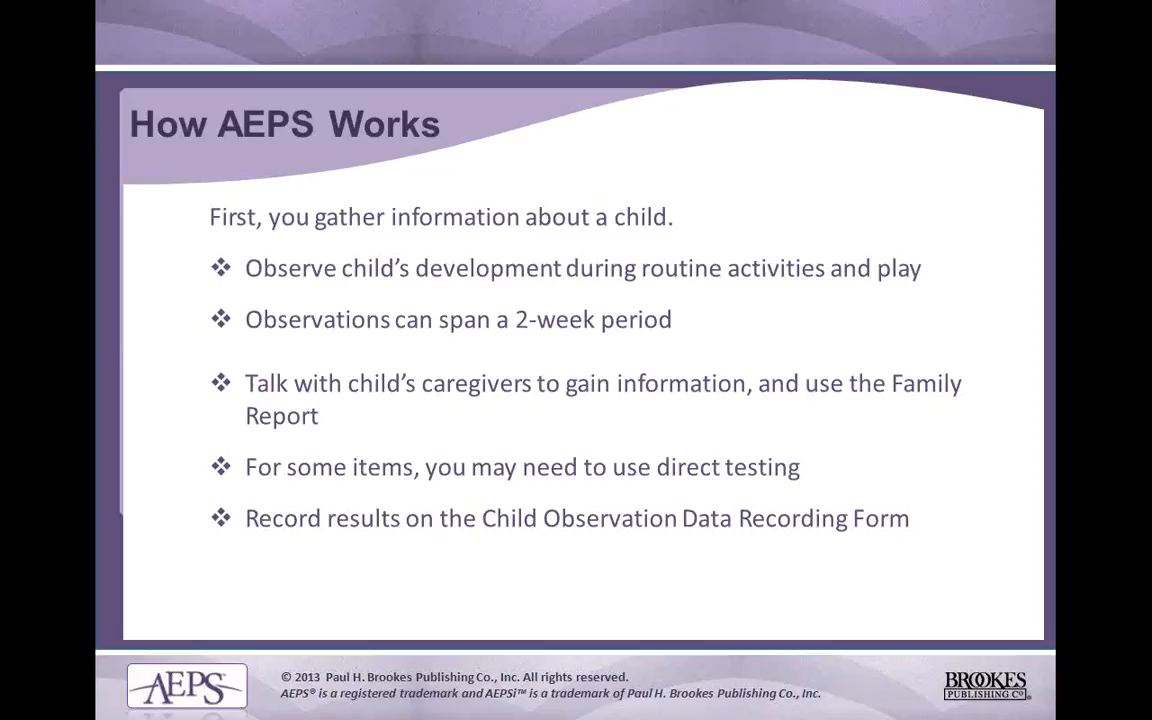 How AEPS Works
First, you gather information about a child.
❖ Observe child's development during routine activities and play
❖ Observations can span a 2-week period
❖ Talk with child's caregivers to gain information, and use the Family
Report
❖ For some items, you may need to use direct testing
❖ Record results on the Child Observation Data Recording Form
AEPS
© 2013 Paul H. Brookes Publishing Co., Inc. All rights reserved.
AEPS® is a registered trademark and AEPSi™ is a trademark of Paul H. Brookes Publishing Co., Inc.
BROOKES
PUBLISHING CO®